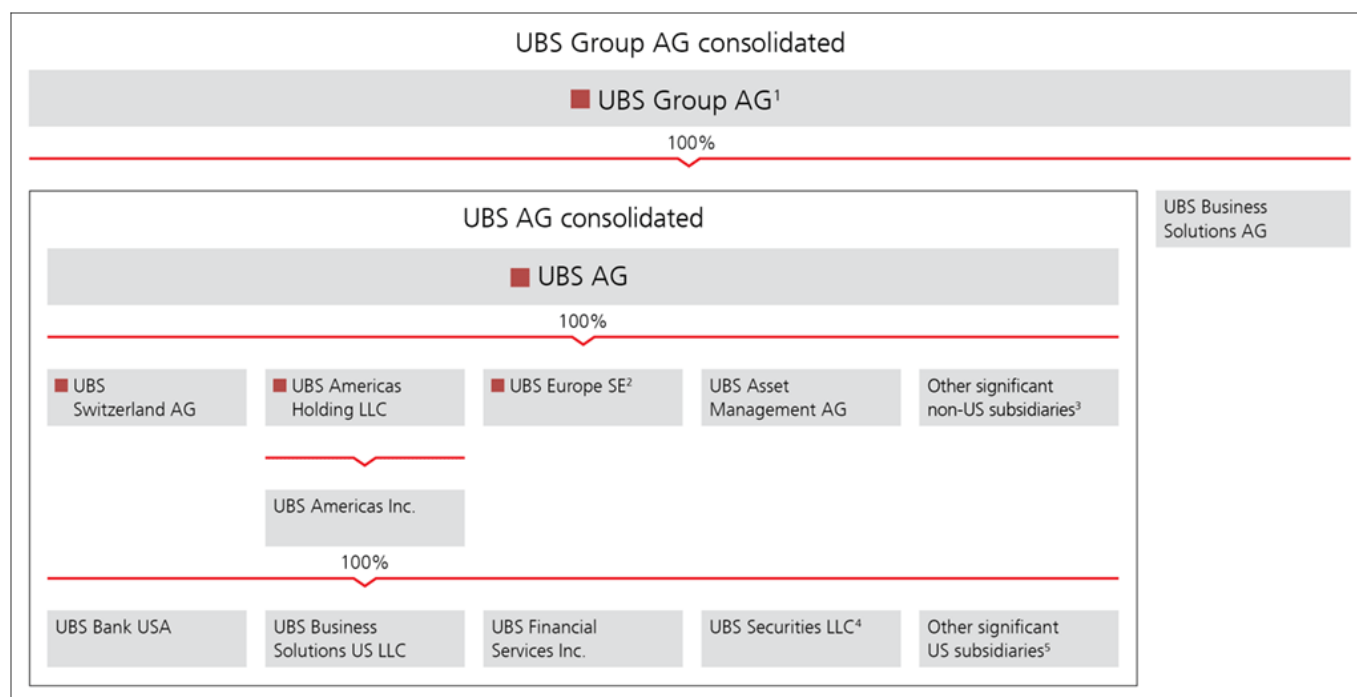 UBS Group AG consolidated
UBS Group AG¹
100%
UBS AG consolidated
UBS Business
Solutions AG
UBS AG
100%
UBS
Switzerland AG
UBS Americas
Holding LLC
UBS Europe SE²
UBS Asset
Management AG
Other significant
non-US subsidiaries³
UBS Americas Inc.
100%
UBS Bank USA
UBS Business
Solutions US LLC
UBS Financial
Services Inc.
UBS Securities LLC⁴
Other significant
US subsidiaries⁵